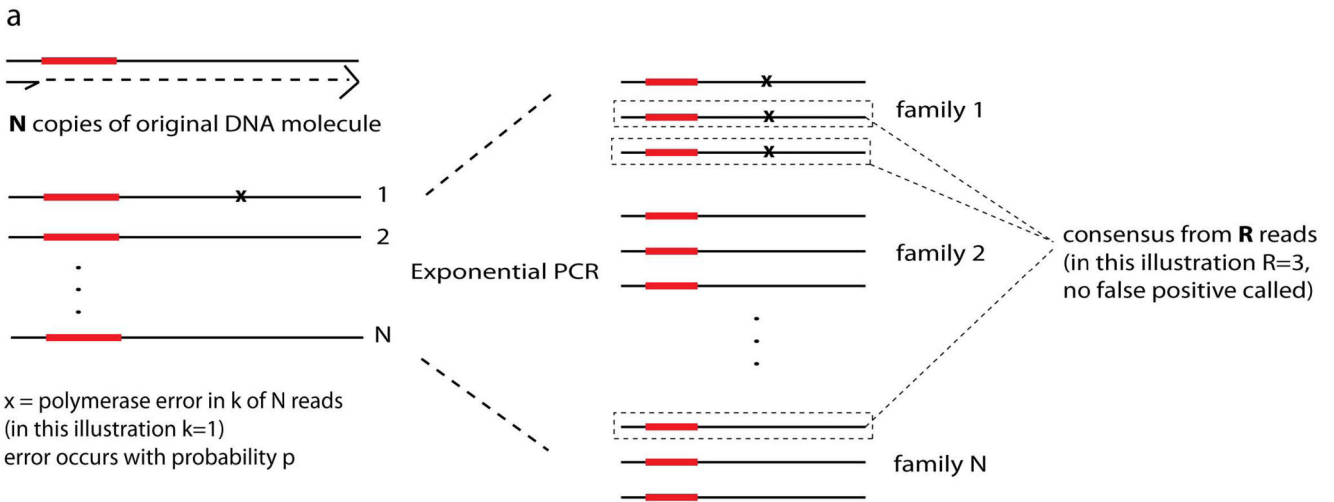 a
N copies of original DNA molecule
1
2
N
x = polymerase error in k of N reads
(in this illustration k=1)
error occurs with probability p
Exponential PCR
x
x
x
x
family 1
family 2
family N
consensus from R reads
(in this illustration R=3,
no false positive called)